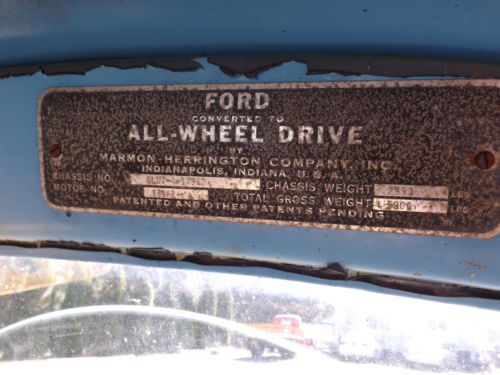 FORD
CONVERTED TO
ALL-WHEEL DRIVE
BY
MARMON-HERRINGTON COMPANY, INC.
INDIANAPOLIS, INDIANA, U.S.A.
CHASSIS NO. CHASSIS WEIGHT LBS
MOTOR NO. TOTAL GROSS WEIGHT LBS
PATENTED AND OTHER PATENTS PENDING